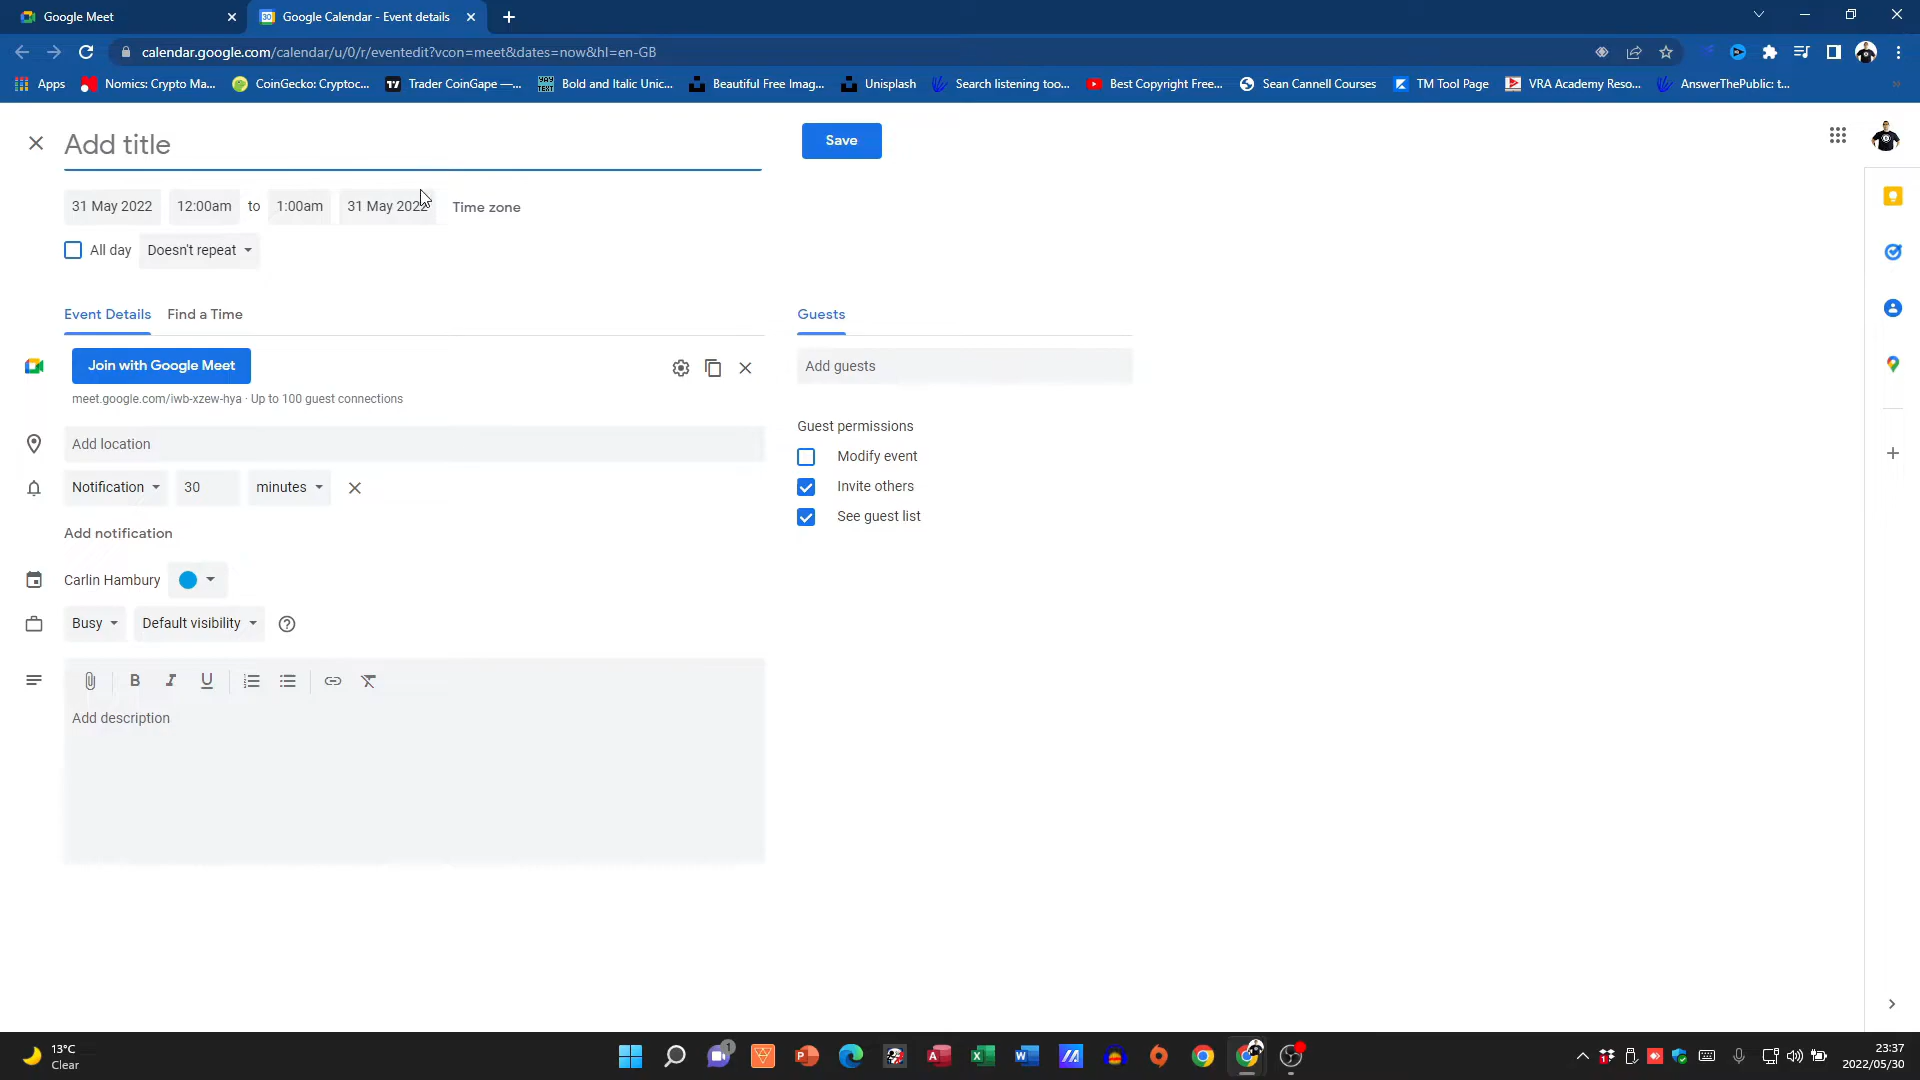 Google Meet
Google Calendar - Event details
calendar.google.com/calendar/u/0/r/eventedit?vcon=meet&dates=now&hl=en-GB
Apps
Nomics: Crypto Ma...
CoinGecko: Cryptoc...
Trader CoinGape —...
Bold and Italic Unic...
Beautiful Free Imag...
Unisplash
Search listening too...
Best Copyright Free...
Sean Cannell Courses
TM Tool Page
VRA Academy Reso...
AnswerThePublic: t...
Add title
Save
31 May 2022 12:00am to 1:00am 31 May 2022 Time zone
All day Doesn't repeat
Event Details Find a Time
Guests
Join with Google Meet
meet.google.com/iwb-xzew-hya · Up to 100 guest connections
Add guests
Add location
Guest permissions
Modify event
Invite others
See guest list
Notification 30 minutes
Add notification
Carlin Hambury
Busy Default visibility
Add description
13°C
Clear
23:37
2022/05/30